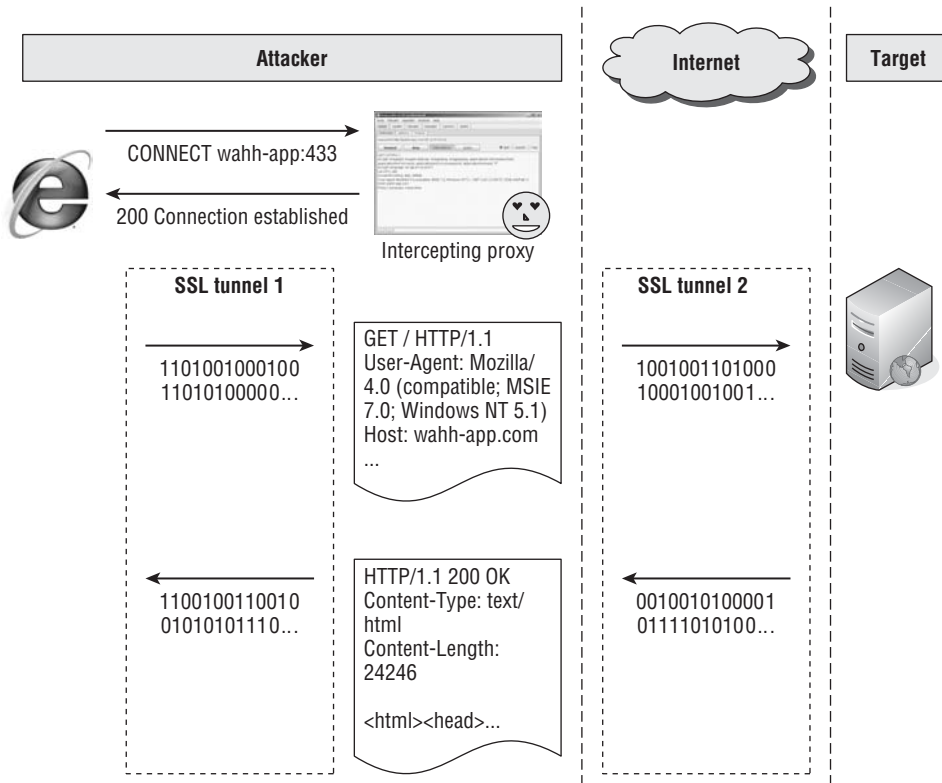 Attacker
Internet
Target
CONNECT wahh-app:433
200 Connection established
Intercepting proxy
SSL tunnel 1
1101001000100
11010100000...
GET / HTTP/1.1
User-Agent: Mozilla/
4.0 (compatible; MSIE
7.0; Windows NT 5.1)
Host: wahh-app.com
...
SSL tunnel 2
1001001101000
10001001001...
1100100110010
01010101110...
HTTP/1.1 200 OK
Content-Type: text/
html
Content-Length:
24246
<html><head>...
0010010100001
01111010100...